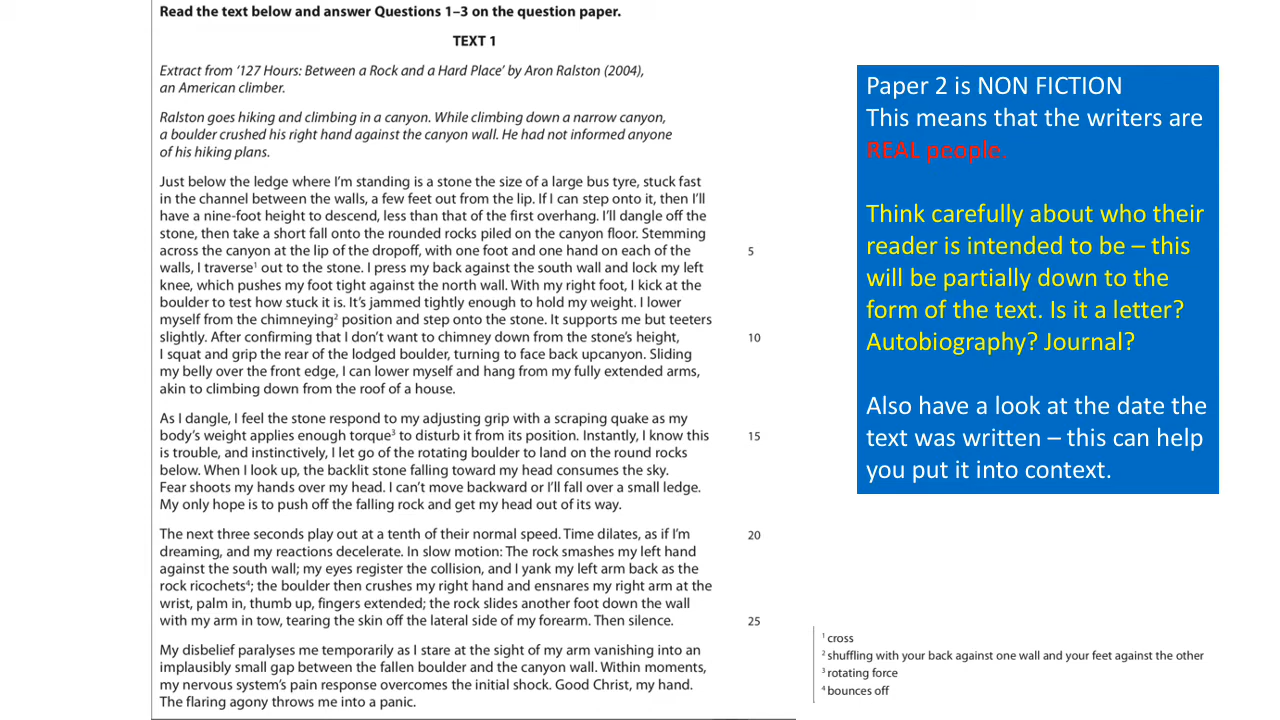 Read the text below and answer Questions 1–3 on the question paper.
TEXT 1
Extract from ‘127 Hours: Between a Rock and a Hard Place’ by Aron Ralston (2004),
an American climber.
Ralston goes hiking and climbing in a canyon. While climbing down a narrow canyon,
a boulder crushed his right hand against the canyon wall. He had not informed anyone
of his hiking plans.
Just below the ledge where I’m standing is a stone the size of a large bus tyre, stuck fast
in the channel between the walls, a few feet out from the lip. If I can step onto it, then I’ll
have a nine-foot height to descend, less than that of the first overhang. I’ll dangle off the
stone, then take a short fall onto the rounded rocks piled on the canyon floor. Stemming
across the canyon at the lip of the dropoff, with one foot and one hand on each of the 5
walls, I traverse¹ out to the stone. I press my back against the south wall and lock my left
knee, which pushes my foot tight against the north wall. With my right foot, I kick at the
boulder to test how stuck it is. It’s jammed tightly enough to hold my weight. I lower
myself from the chimneying² position and step onto the stone. It supports me but teeters
slightly. After confirming that I don’t want to chimney down from the stone’s height, 10
I squat and grip the rear of the lodged boulder, turning to face back upcanyon. Sliding
my belly over the front edge, I can lower myself and hang from my fully extended arms,
akin to climbing down from the roof of a house.
As I dangle, I feel the stone respond to my adjusting grip with a scraping quake as my
body’s weight applies enough torque³ to disturb it from its position. Instantly, I know this 15
is trouble, and instinctively, I let go of the rotating boulder to land on the round rocks
below. When I look up, the backlit stone falling toward my head consumes the sky.
Fear shoots my hands over my head. I can’t move backward or I’ll fall over a small ledge.
My only hope is to push off the falling rock and get my head out of its way.
The next three seconds play out at a tenth of their normal speed. Time dilates, as if I’m 20
dreaming, and my reactions decelerate. In slow motion: The rock smashes my left hand
against the south wall; my eyes register the collision, and I yank my left arm back as the
rock ricochets⁴; the boulder then crushes my right hand and ensnares my right arm at the
wrist, palm in, thumb up, fingers extended; the rock slides another foot down the wall
with my arm in tow, tearing the skin off the lateral side of my forearm. Then silence. 25
My disbelief paralyses me temporarily as I stare at the sight of my arm vanishing into an
implausibly small gap between the fallen boulder and the canyon wall. Within moments,
my nervous system’s pain response overcomes the initial shock. Good Christ, my hand.
The flaring agony throws me into a panic.
Paper 2 is NON FICTION
This means that the writers are
REAL people.
Think carefully about who their
reader is intended to be – this
will be partially down to the
form of the text. Is it a letter?
Autobiography? Journal?
Also have a look at the date the
text was written – this can help
you put it into context.
¹ cross
² shuffling with your back against one wall and your feet against the other
³ rotating force
⁴ bounces off